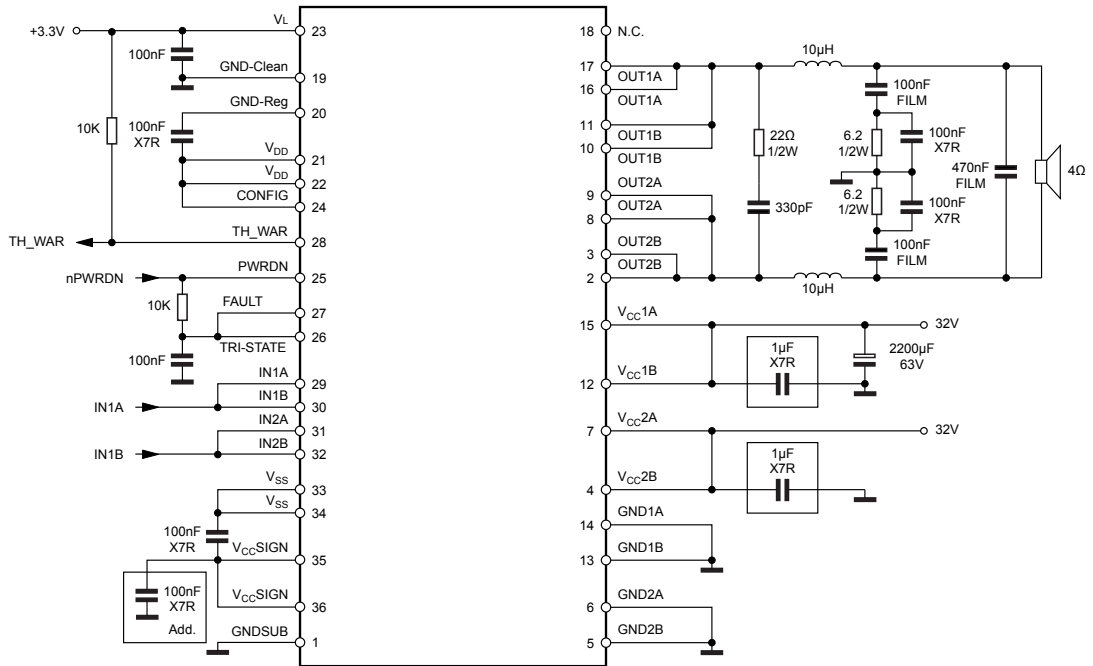 +3.3V
VL
23
100nF
GND-Clean
19
GND-Reg
20
10K
100nF
X7R
VDD
21
VDD
22
CONFIG
24
TH_WAR
TH_WAR
28
nPWRDN
PWRDN
25
10K
FAULT
27
TRI-STATE
26
100nF
IN1A
29
IN1A
IN1B
30
IN2A
31
IN1B
IN2B
32
VSS
33
VSS
34
100nF
X7R
VCCSIGN
35
100nF
X7R
Add.
VCCSIGN
36
GNDSUB
1
18
N.C.
17
OUT1A
16
OUT1A
11
OUT1B
10
OUT1B
OUT2A
9
OUT2A
8
OUT2B
3
OUT2B
2
10µH
22Ω
1/2W
330pF
10µH
100nF
FILM
6.2
1/2W
100nF
X7R
6.2
1/2W
100nF
X7R
100nF
FILM
470nF
FILM
4Ω
15
VCC1A
32V
1µF
X7R
2200µF
63V
12
VCC1B
7
VCC2A
32V
1µF
X7R
4
VCC2B
14
GND1A
13
GND1B
6
GND2A
5
GND2B